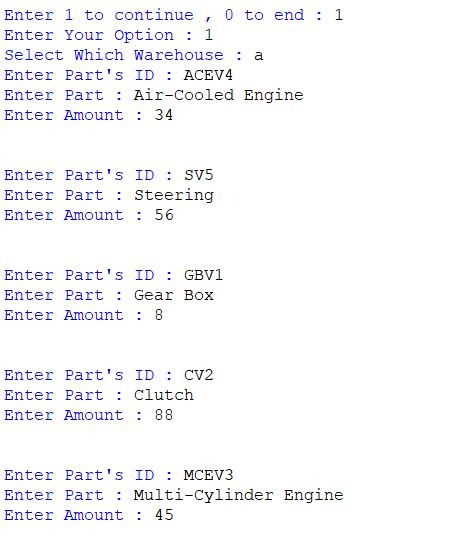 Enter 1 to continue , 0 to end : 1
Enter Your Option : 1
Select Which Warehouse : a
Enter Part's ID : ACEV4
Enter Part : Air-Cooled Engine
Enter Amount : 34
Enter Part's ID : SV5
Enter Part : Steering
Enter Amount : 56
Enter Part's ID : GBV1
Enter Part : Gear Box
Enter Amount : 8
Enter Part's ID : CV2
Enter Part : Clutch
Enter Amount : 88
Enter Part's ID : MCEV3
Enter Part : Multi-Cylinder Engine
Enter Amount : 45